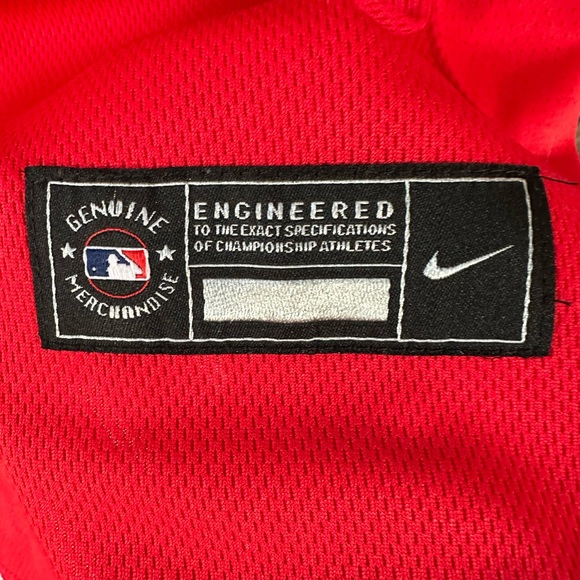 GENUINE
MERCHANDISE
ENGINEERED
TO THE EXACT SPECIFICATIONS
OF CHAMPIONSHIP ATHLETES